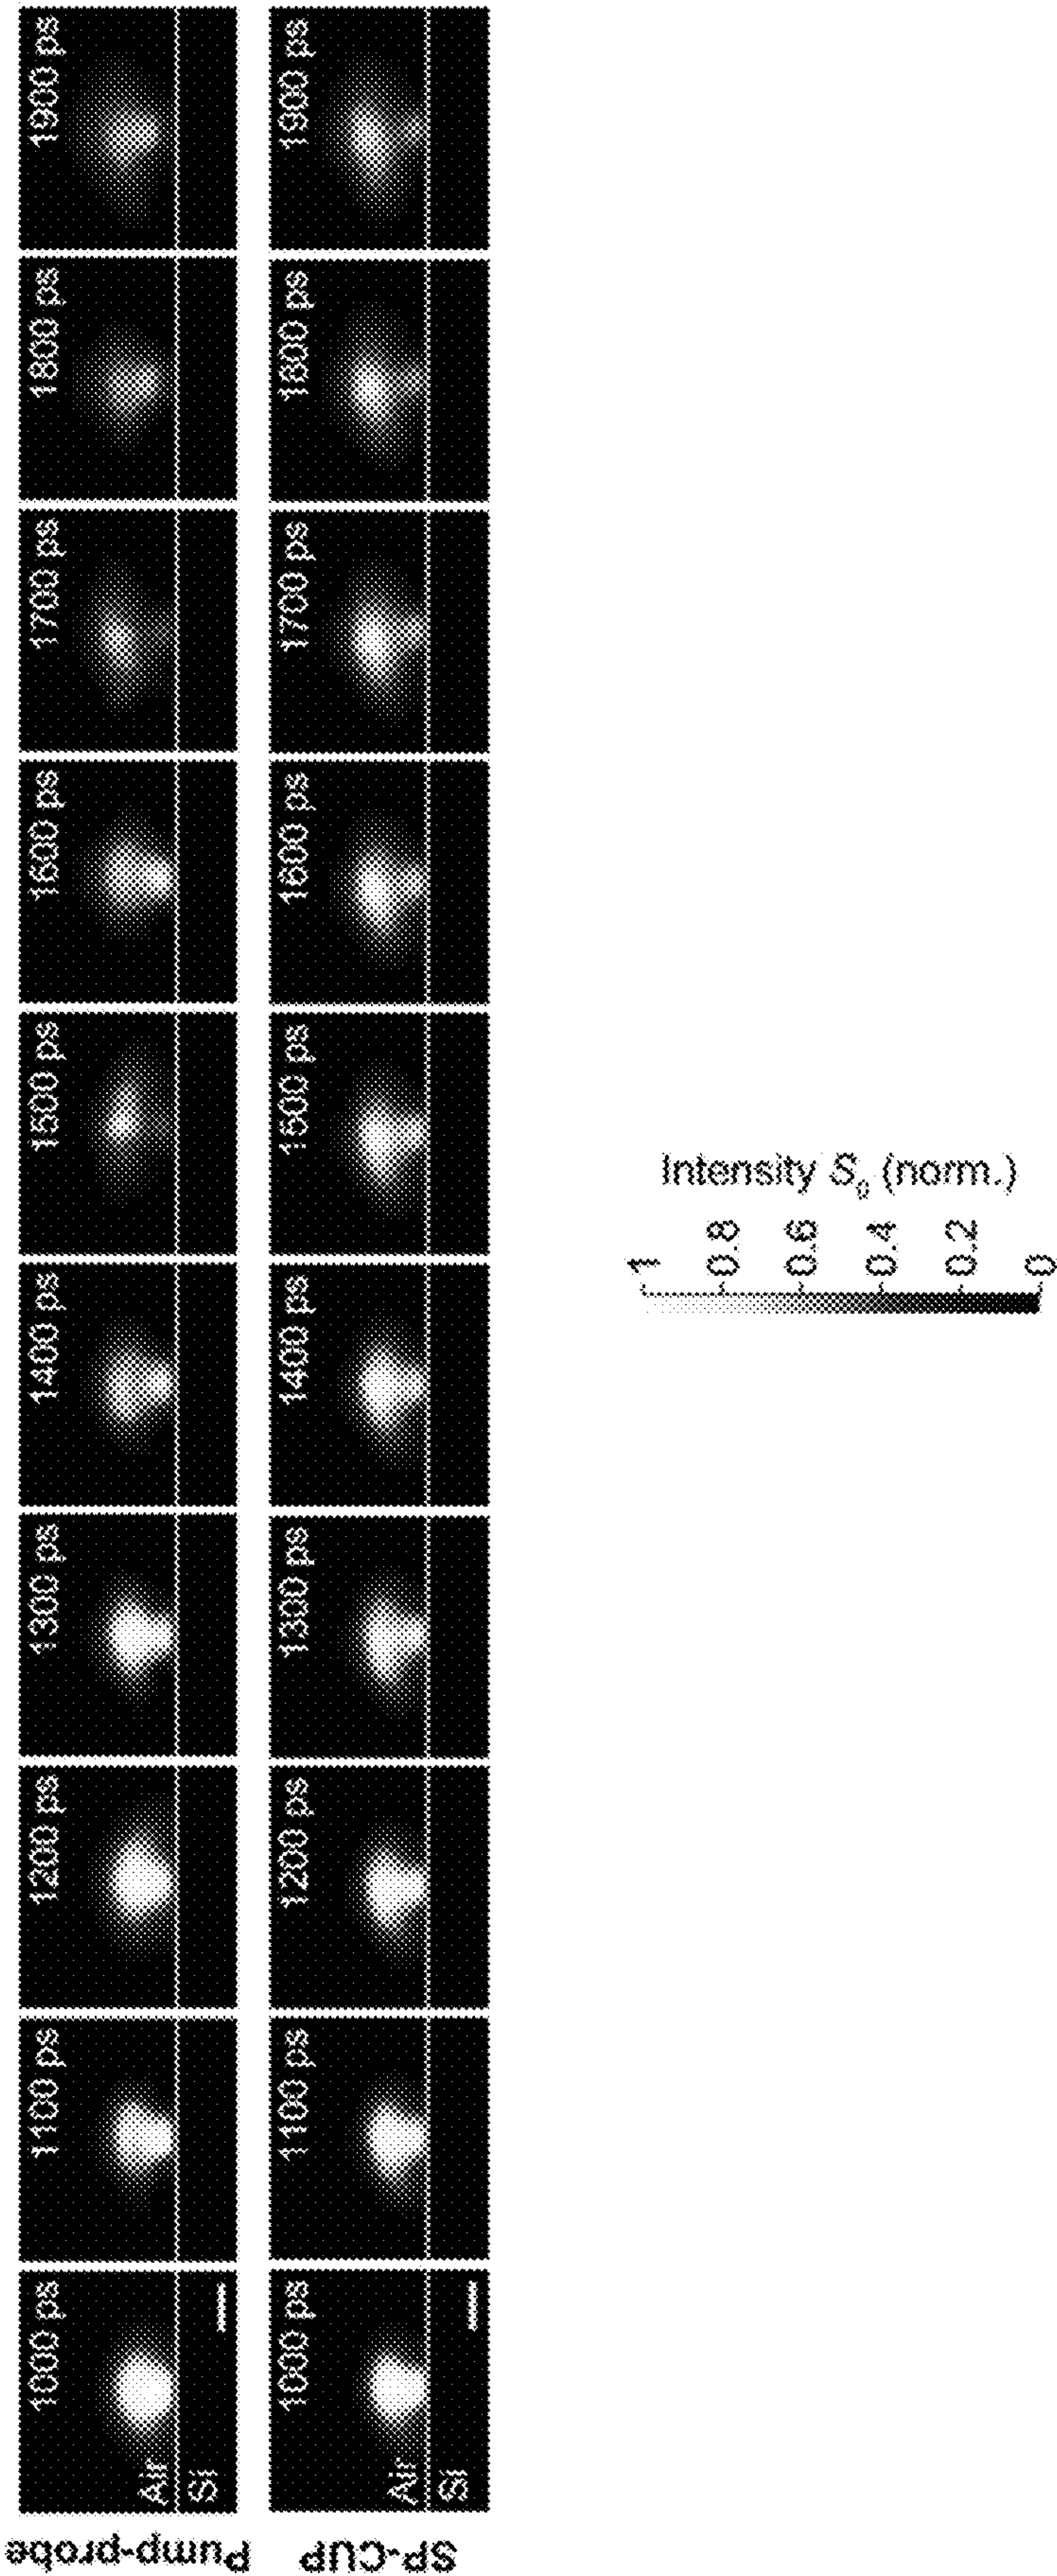 Pump-probe
1000 ps
1100 ps
1200 ps
1300 ps
1400 ps
1500 ps
1600 ps
1700 ps
1800 ps
1900 ps
Air
Si
SP-CUP
1000 ps
1100 ps
1200 ps
1300 ps
1400 ps
1500 ps
1600 ps
1700 ps
1800 ps
1900 ps
Air
Si
1
0.8
0.6
0.4
0.2
0
Intensity S₀ (norm.)